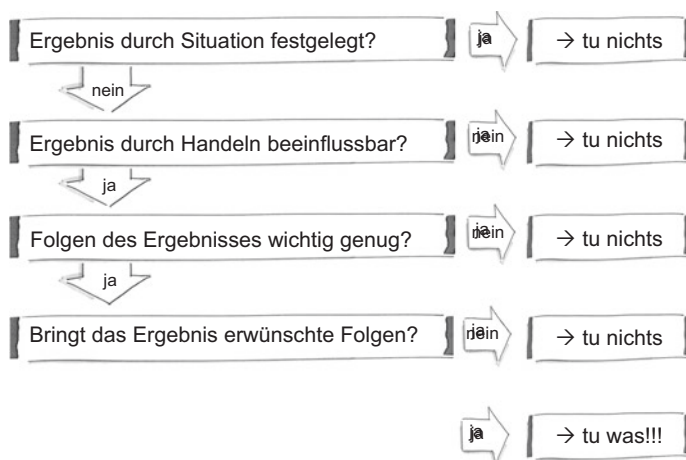 Ergebnis durch Situation festgelegt? ja → tu nichts
nein
Ergebnis durch Handeln beeinflussbar? nein → tu nichts
ja
Folgen des Ergebnisses wichtig genug? nein → tu nichts
ja
Bringt das Ergebnis erwünschte Folgen? nein → tu nichts
ja → tu was!!!